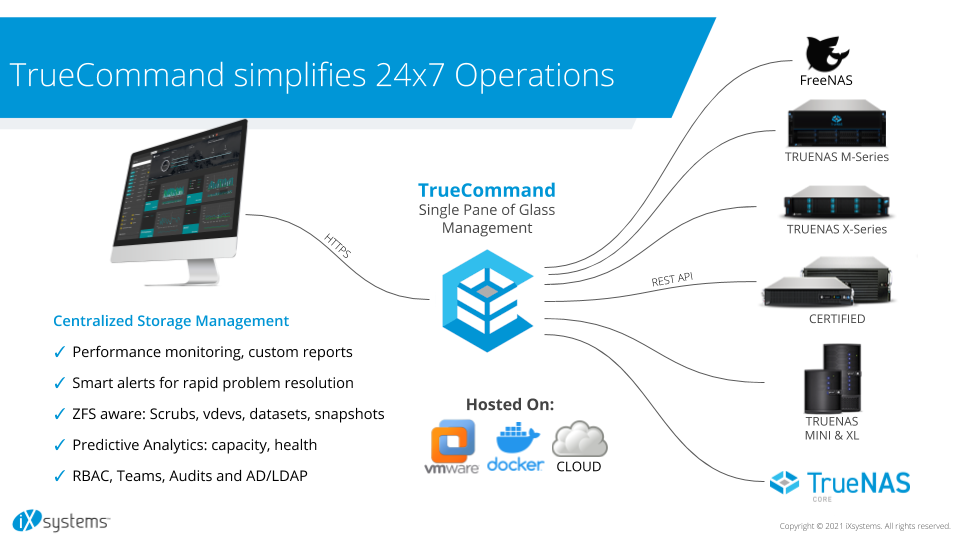 TrueCommand simplifies 24x7 Operations
FreeNAS
TRUENAS M-Series
TrueCommand
Single Pane of Glass
Management
TRUENAS X-Series
HTTPS
REST API
CERTIFIED
Centralized Storage Management
✓ Performance monitoring, custom reports
✓ Smart alerts for rapid problem resolution
✓ ZFS aware: Scrubs, vdevs, datasets, snapshots
✓ Predictive Analytics: capacity, health
✓ RBAC, Teams, Audits and AD/LDAP
Hosted On:
vmware
docker
CLOUD
TRUENAS
MINI & XL
TrueNAS
CORE
iXsystems™
Copyright © 2021 iXsystems. All rights reserved.